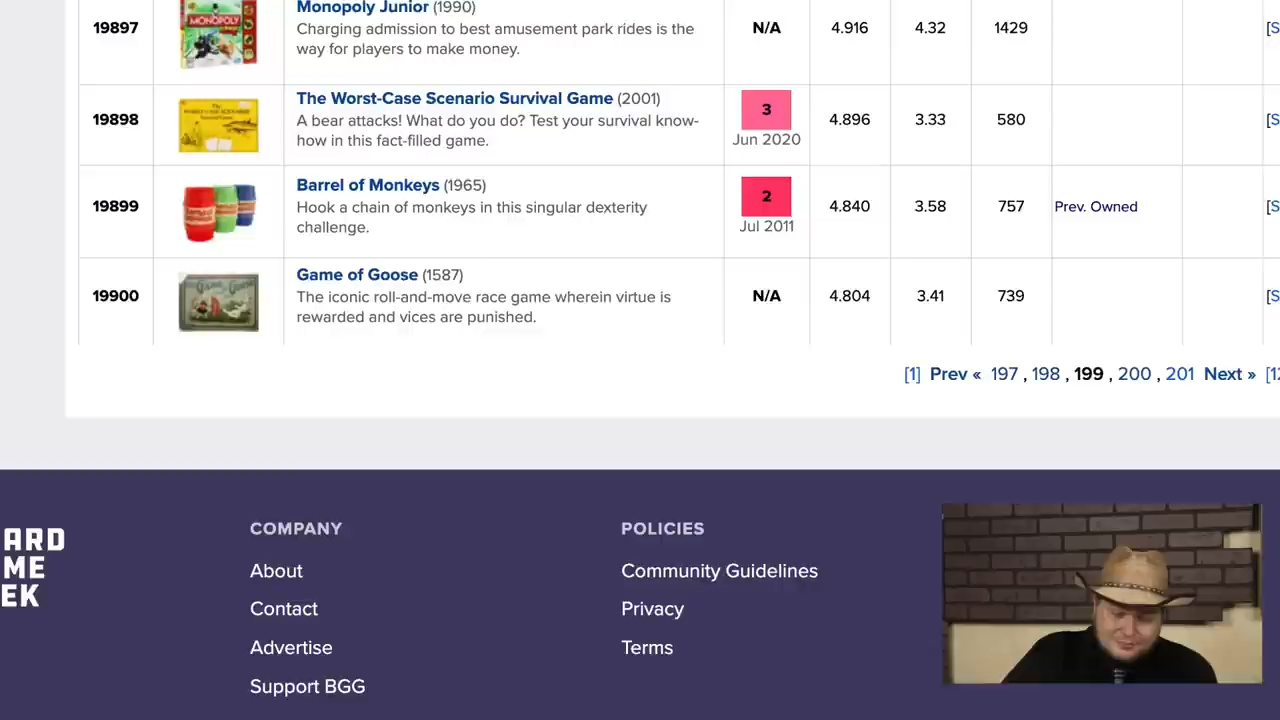 19897
Monopoly Junior (1990)
Charging admission to best amusement park rides is the
way for players to make money.
N/A
4.916
4.32
1429
[S
MONOPOLY
19898
The Worst-Case Scenario Survival Game (2001)
A bear attacks! What do you do? Test your survival know-
how in this fact-filled game.
3
Jun 2020
4.896
3.33
580
[S
19899
Barrel of Monkeys (1965)
Hook a chain of monkeys in this singular dexterity
challenge.
2
Jul 2011
4.840
3.58
757
Prev. Owned
[S
19900
Game of Goose (1587)
The iconic roll-and-move race game wherein virtue is
rewarded and vices are punished.
N/A
4.804
3.41
739
[S
[1] Prev « 197 , 198 , 199 , 200 , 201 Next » [12
ARD
ME
EK
COMPANY
About
Contact
Advertise
Support BGG
POLICIES
Community Guidelines
Privacy
Terms